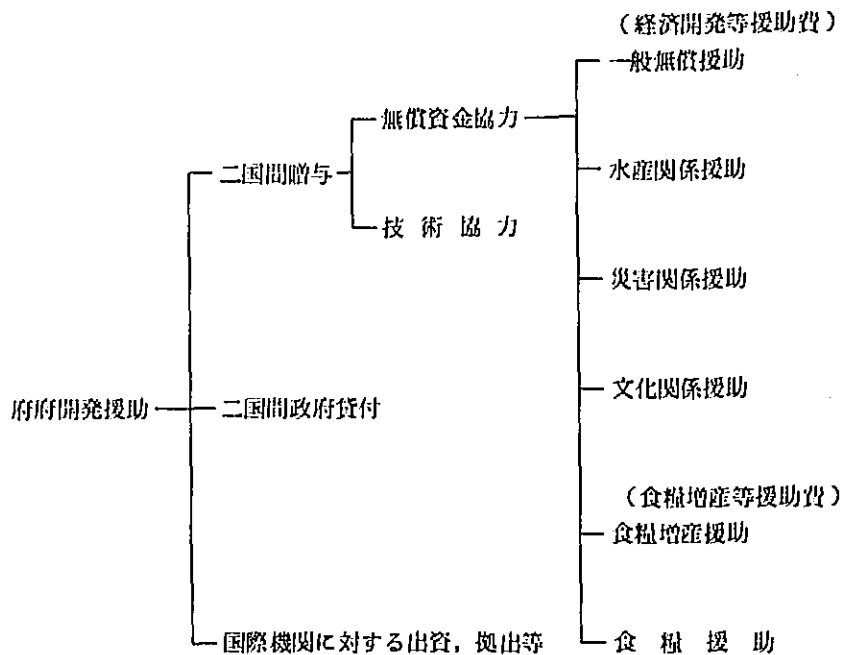 （経済開発等援助費）
一般無償援助
無償資金協力
二国間贈与
水産関係援助
技術協力
災害関係援助
文化関係援助
府府開発援助
二国間政府貸付
（食糧増産等援助費）
食糧増産援助
国際機関に対する出資，拠出等
食糧援助